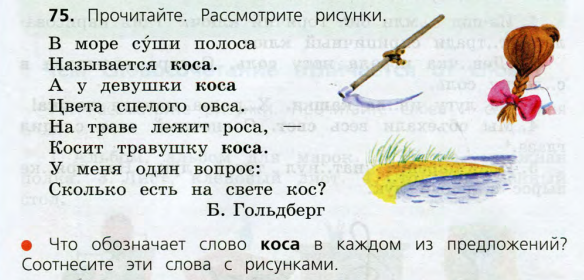 75. Прочитайте. Рассмотрите рисунки.
В море су́ши полоса
Называется коса.
А у девушки коса
Цвета спелого овса.
На траве лежит роса, —
Косит травушку коса.
У меня один вопрос:
Сколько есть на свете кос?
Б. Гольдберг
● Что обозначает слово коса в каждом из предложений?
Соотнесите эти слова с рисунками.